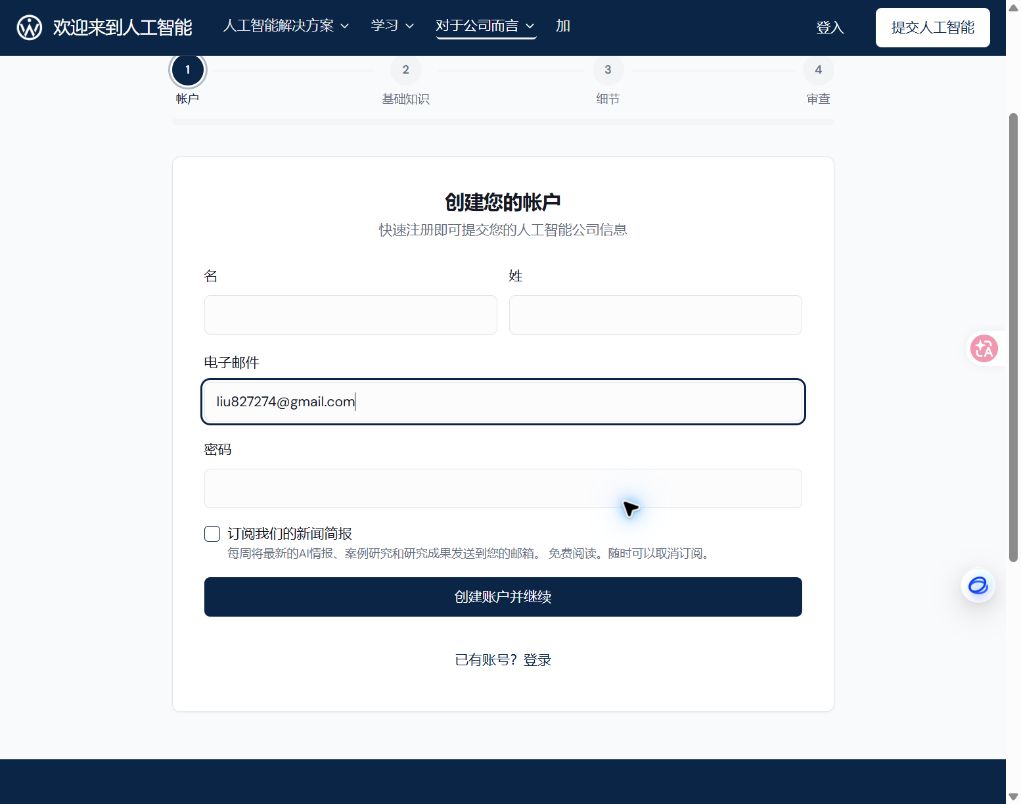 欢迎来到人工智能 人工智能解决方案 学习 对于公司而言 加 登入 提交人工智能
1 2 3 4
帐户 基础知识 细节 审查
创建您的帐户
快速注册即可提交您的人工智能公司信息
名 姓
电子邮件
liu827274@gmail.com
密码
订阅我们的新闻简报
每周将最新的AI情报、案例研究和研究成果发送到您的邮箱。 免费阅读。随时可以取消订阅。
创建账户并继续
已有账号? 登录